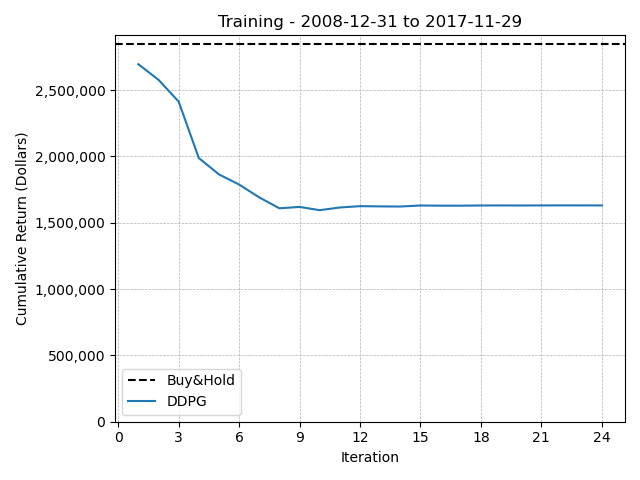 Training - 2008-12-31 to 2017-11-29
Cumulative Return (Dollars)
2,500,000
2,000,000
1,500,000
1,000,000
500,000
0
Buy&Hold
DDPG
0 3 6 9 12 15 18 21 24
Iteration